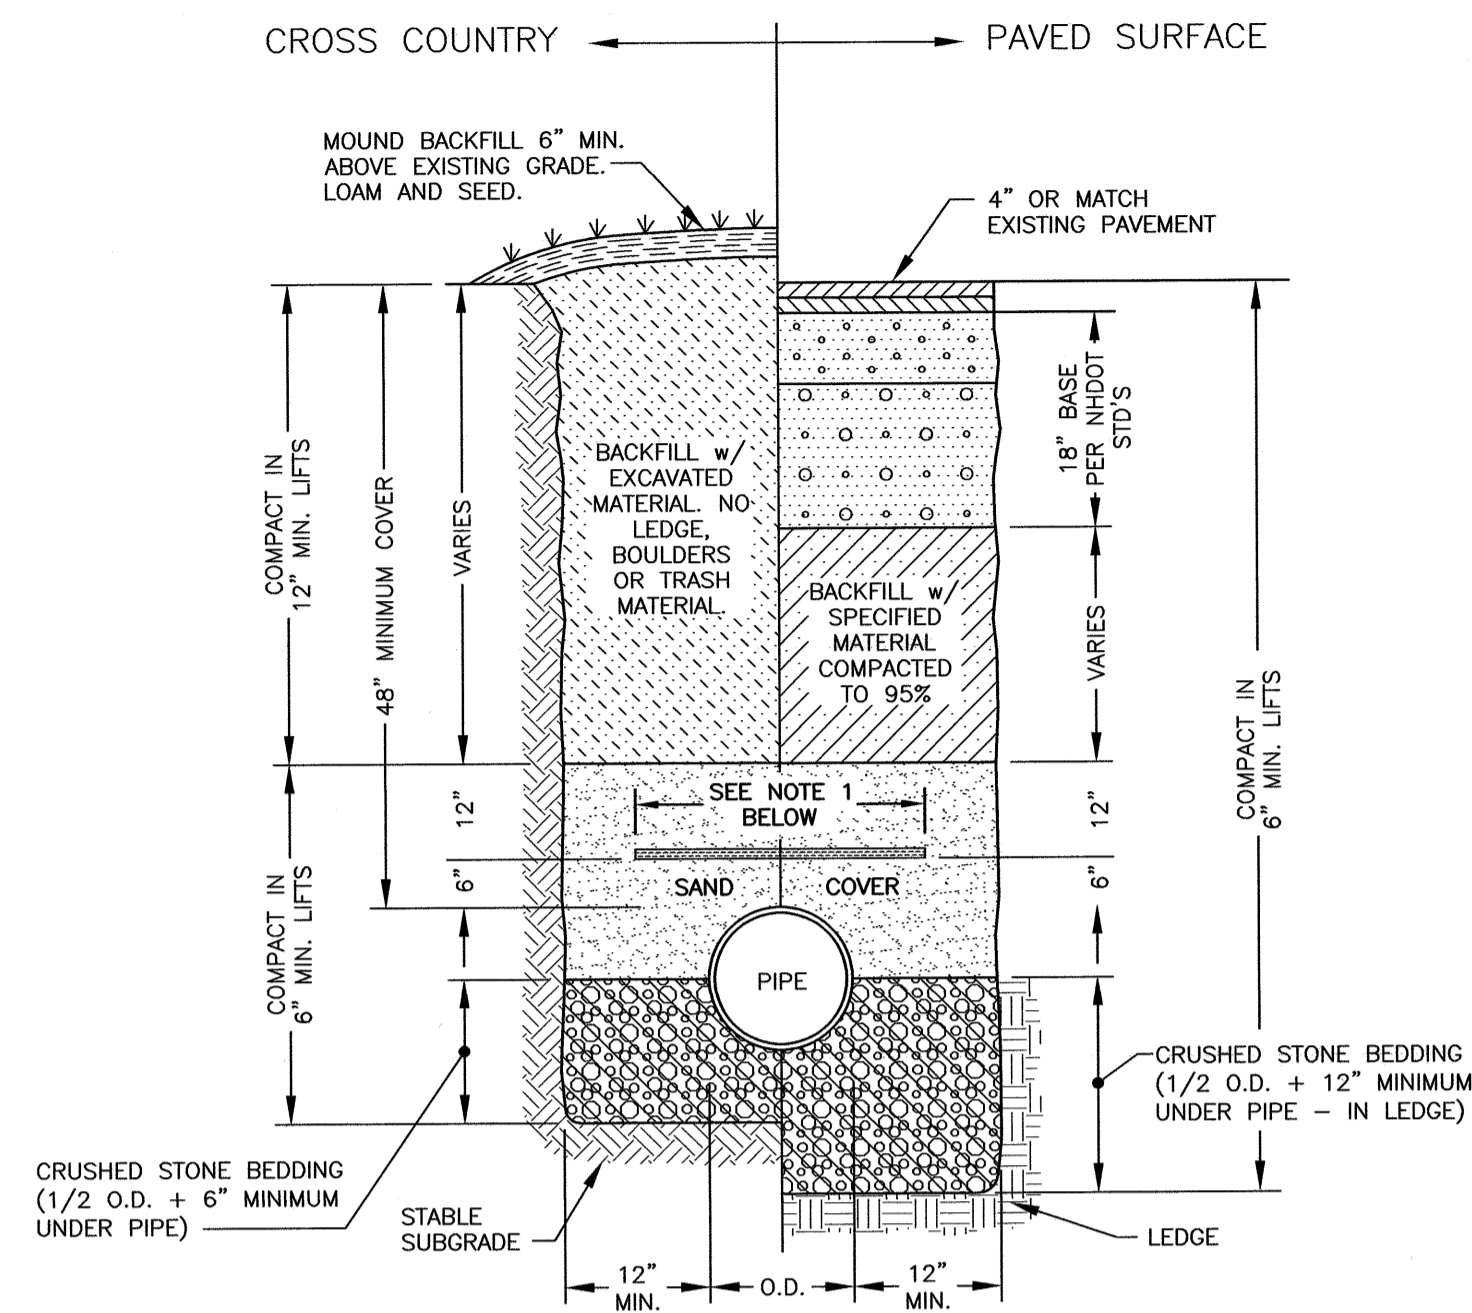 CROSS COUNTRY
PAVED SURFACE
MOUND BACKFILL 6" MIN.
ABOVE EXISTING GRADE.
LOAM AND SEED.
4" OR MATCH
EXISTING PAVEMENT
COMPACT IN
12" MIN. LIFTS
48" MINIMUM COVER
VARIES
BACKFILL w/
EXCAVATED
MATERIAL. NO
LEDGE,
BOULDERS
OR TRASH
MATERIAL.
18" BASE
PER NHDOT
STD'S
BACKFILL w/
SPECIFIED
MATERIAL
COMPACTED
TO 95%
VARIES
COMPACT IN
6" MIN. LIFTS
12"
SEE NOTE 1
BELOW
12"
6"
SAND COVER
6"
COMPACT IN
6" MIN. LIFTS
PIPE
CRUSHED STONE BEDDING
(1/2 O.D. + 12" MINIMUM
UNDER PIPE – IN LEDGE)
CRUSHED STONE BEDDING
(1/2 O.D. + 6" MINIMUM
UNDER PIPE)
STABLE
SUBGRADE
LEDGE
12"
MIN.
O.D.
12"
MIN.